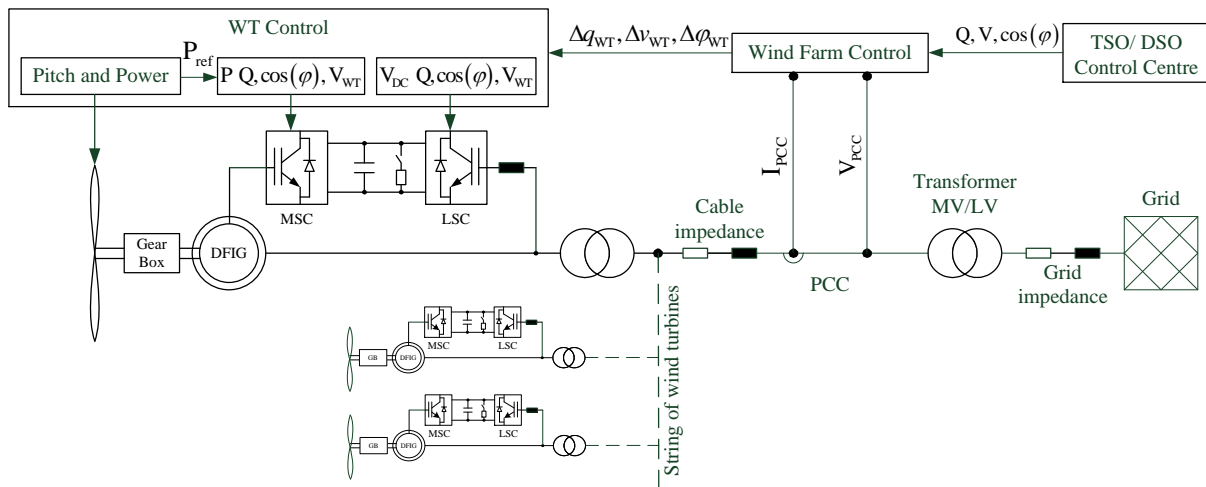 WT Control
Pitch and Power
P_ref
P Q, cos(φ), V_WT
V_DC Q, cos(φ), V_WT
Δq_WT, Δv_WT, Δφ_WT
Wind Farm Control
Q, V, cos(φ)
TSO/ DSO
Control Centre
MSC
LSC
I_PCC
V_PCC
Gear
Box
DFIG
Cable
impedance
PCC
Transformer
MV/LV
Grid
impedance
Grid
String of wind turbines
MSC
LSC
GB
DFIG
MSC
LSC
GB
DFIG